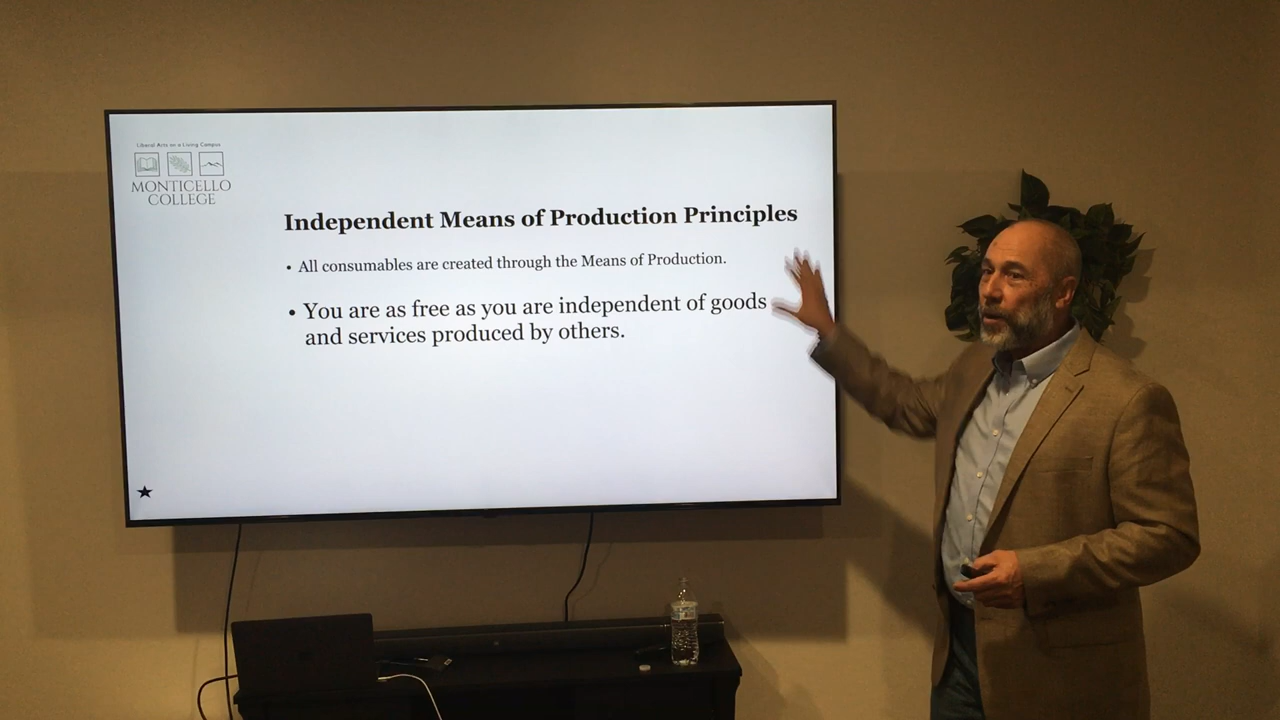 Liberal Arts on a Living Campus
MONTICELLO
COLLEGE
Independent Means of Production Principles
• All consumables are created through the Means of Production.
• You are as free as you are independent of goods
and services produced by others.